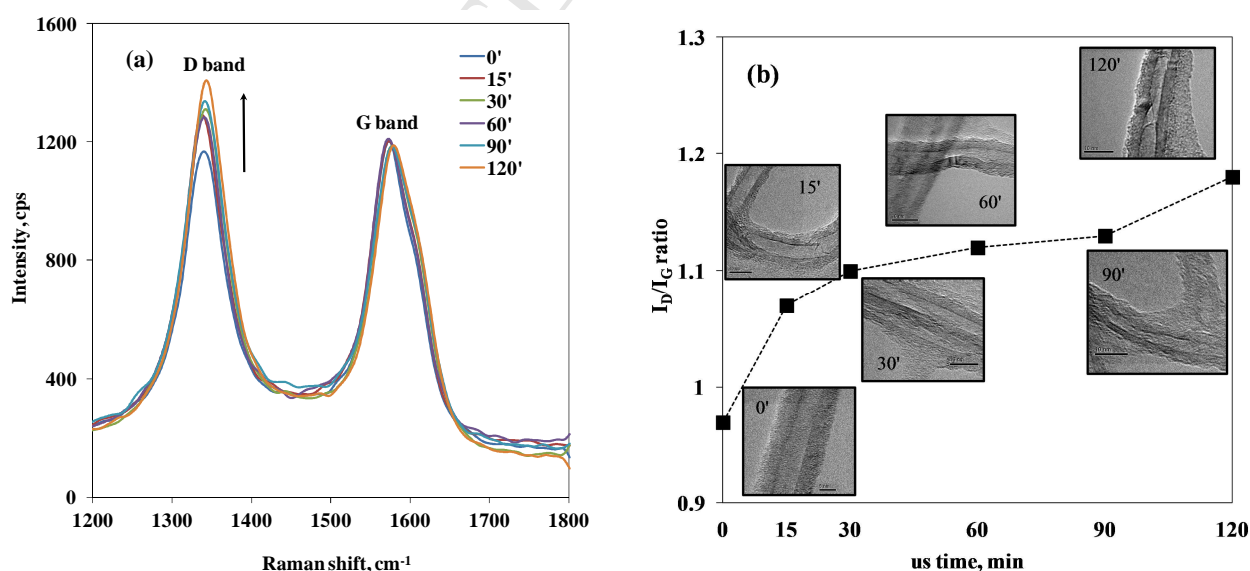 1600
1200
800
400
0
1200 1300 1400 1500 1600 1700 1800
Intensity, cps
Raman shift, cm-1
(a)
D band
G band
0'
15'
30'
60'
90'
120'
1.3
1.2
1.1
1
0.9
0 15 30 60 90 120
ID/IG ratio
us time, min
(b)
0'
15'
30'
60'
90'
120'